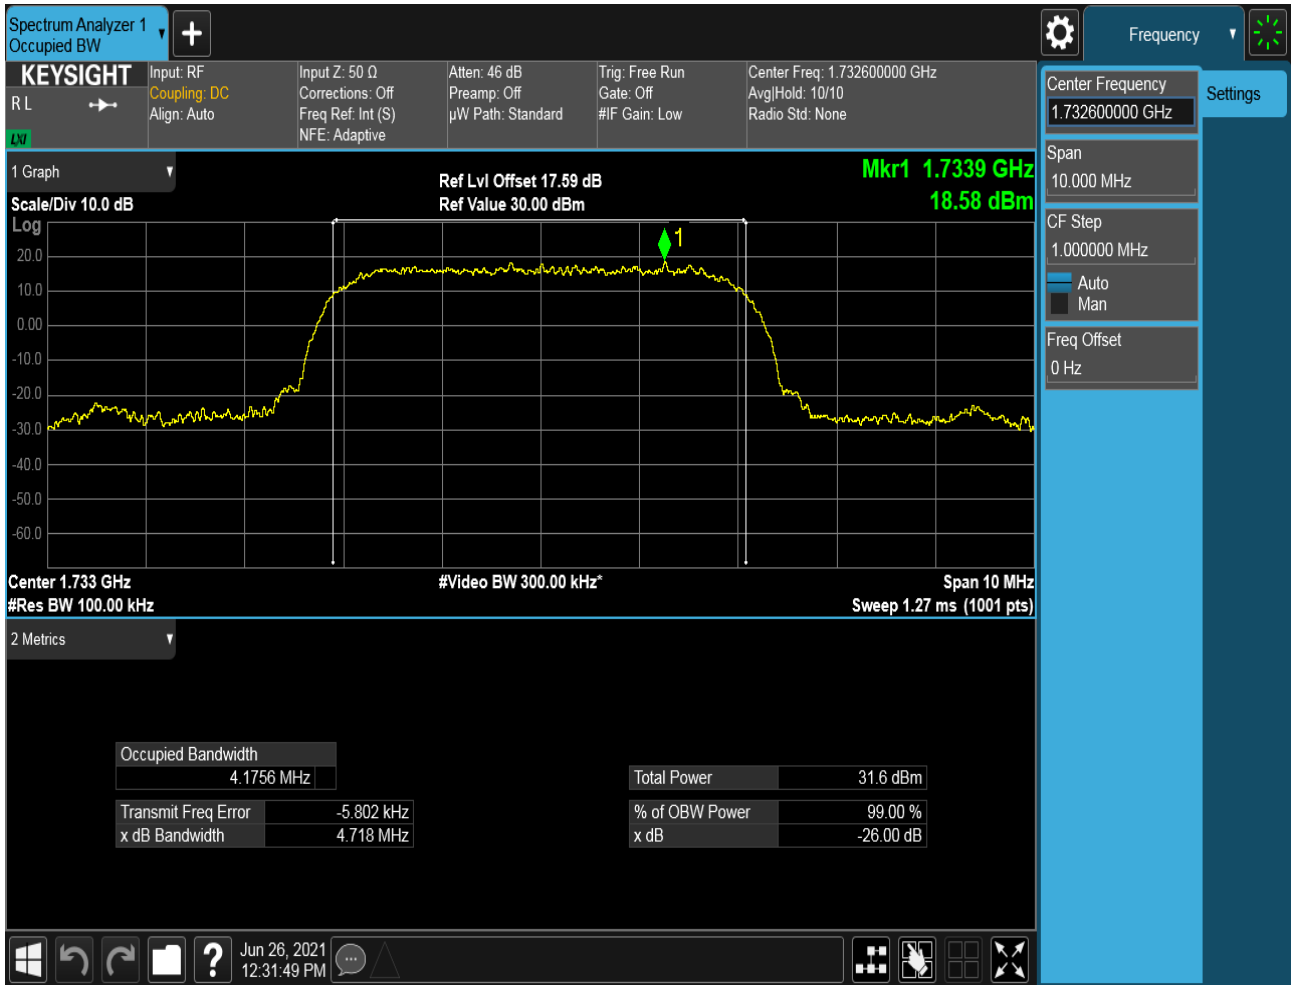 Spectrum Analyzer 1
Occupied BW
Frequency
KEYSIGHT
R L
LXI
Input: RF
Coupling: DC
Align: Auto
Input Z: 50 Ω
Corrections: Off
Freq Ref: Int (S)
NFE: Adaptive
Atten: 46 dB
Preamp: Off
µW Path: Standard
Trig: Free Run
Gate: Off
#IF Gain: Low
Center Freq: 1.732600000 GHz
Avg|Hold: 10/10
Radio Std: None
Center Frequency
1.732600000 GHz
Settings
Span
10.000 MHz
CF Step
1.000000 MHz
Auto
Man
Freq Offset
0 Hz
1 Graph
Scale/Div 10.0 dB
Ref Lvl Offset 17.59 dB
Ref Value 30.00 dBm
Mkr1 1.7339 GHz
18.58 dBm
Log
1
20.0
10.0
0.00
-10.0
-20.0
-30.0
-40.0
-50.0
-60.0
Center 1.733 GHz
#Video BW 300.00 kHz*
Span 10 MHz
#Res BW 100.00 kHz
Sweep 1.27 ms (1001 pts)
2 Metrics
Occupied Bandwidth
4.1756 MHz
Total Power 31.6 dBm
Transmit Freq Error -5.802 kHz
% of OBW Power 99.00 %
x dB Bandwidth 4.718 MHz
x dB -26.00 dB
?
Jun 26, 2021
12:31:49 PM